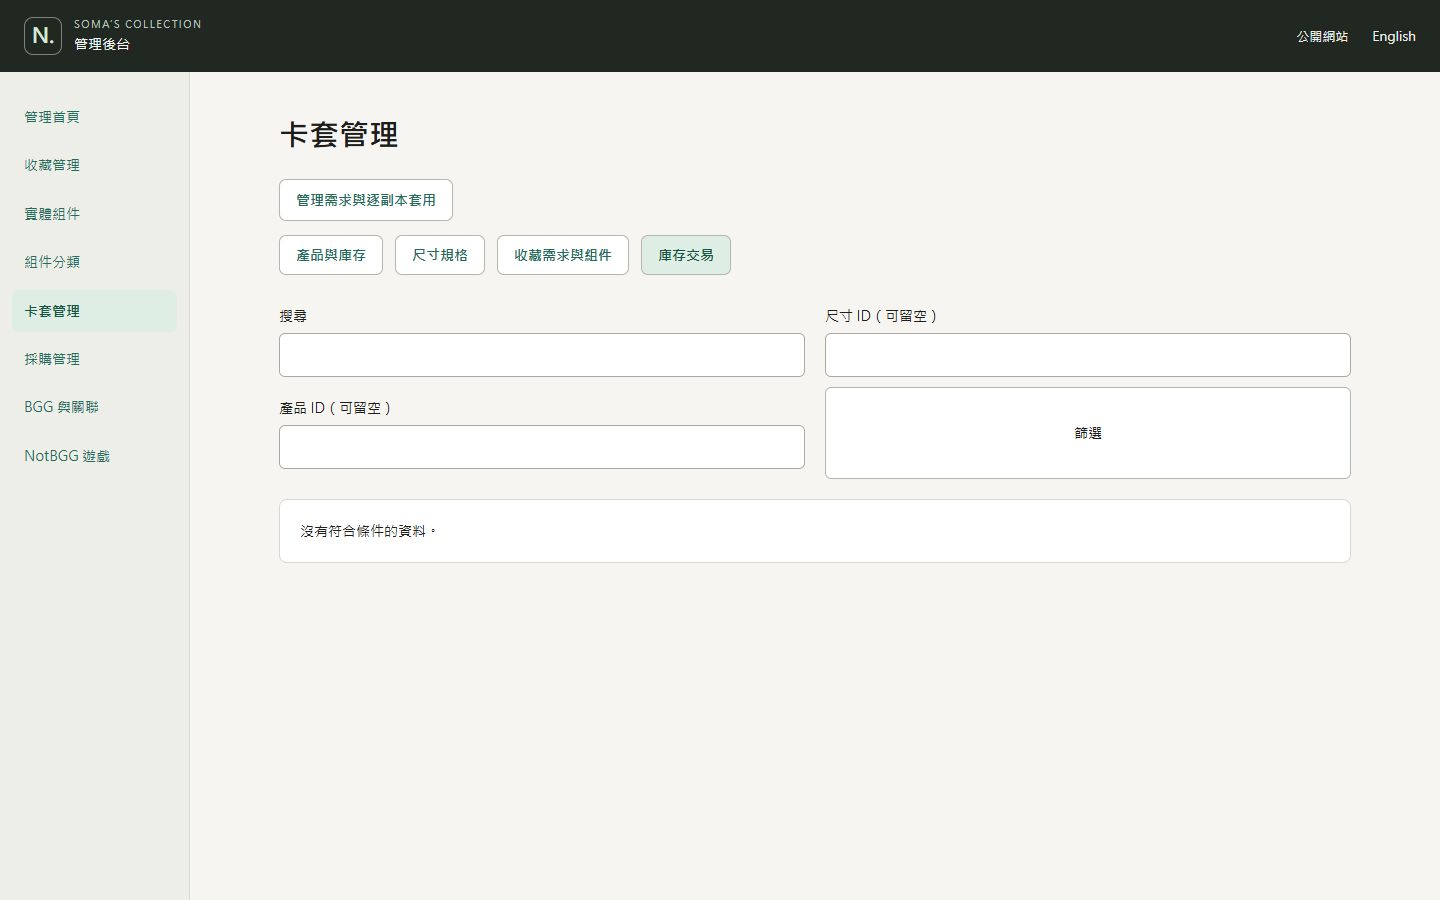 N.
SOMA'S COLLECTION
管理後台
公開網站
English
管理首頁
收藏管理
實體組件
組件分類
卡套管理
採購管理
BGG 與關聯
NotBGG 遊戲
卡套管理
管理需求與逐副本套用
產品與庫存
尺寸規格
收藏需求與組件
庫存交易
搜尋
尺寸 ID（可留空）
產品 ID（可留空）
篩選
沒有符合條件的資料。